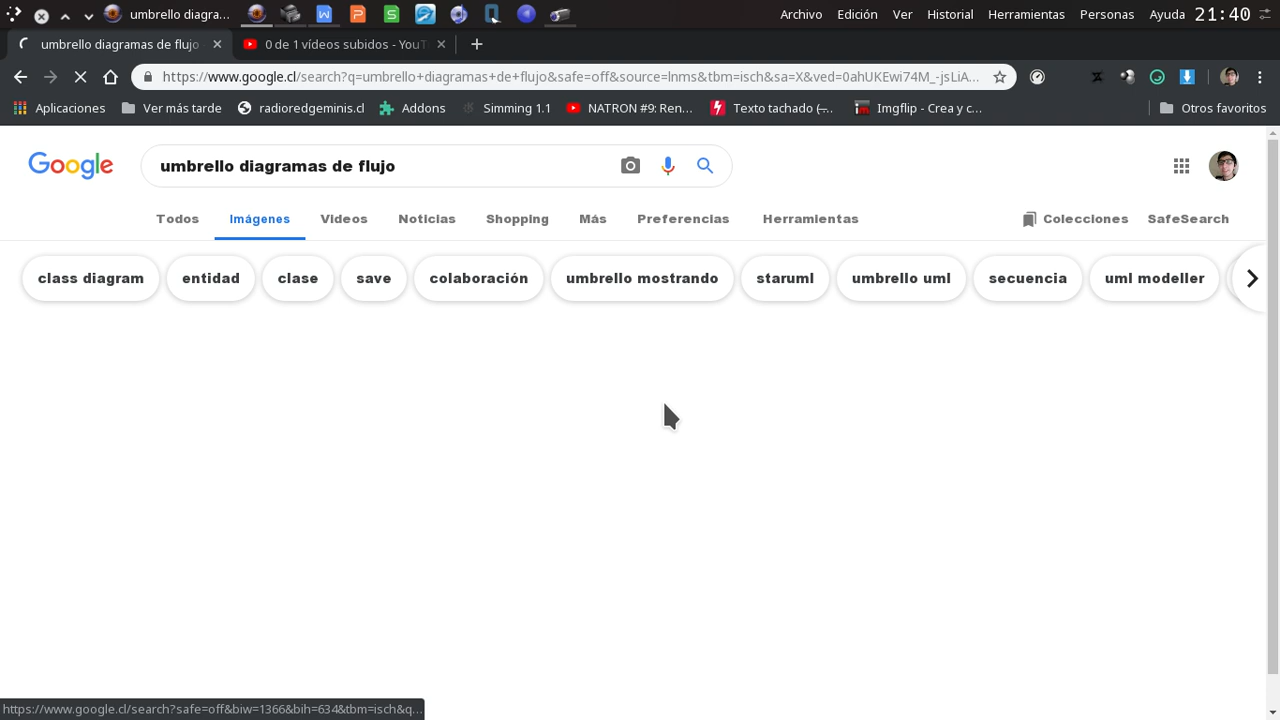 umbrello diagra...
Archivo Edición Ver Historial Herramientas Personas Ayuda 21:40
umbrello diagramas de flujo
0 de 1 vídeos subidos - YouT
https://www.google.cl/search?q=umbrello+diagramas+de+flujo&safe=off&source=lnms&tbm=isch&sa=X&ved=0ahUKEwi74M_-jsLiA...
Aplicaciones Ver más tarde radioredgeminis.cl Addons Simming 1.1 NATRON #9: Ren... Texto tachado (... Imgflip - Crea y c... Otros favoritos
Google
umbrello diagramas de flujo
Todos Imágenes Videos Noticias Shopping Más Preferencias Herramientas Colecciones SafeSearch
class diagram entidad clase save colaboración umbrello mostrando staruml umbrello uml secuencia uml modeller
https://www.google.cl/search?safe=off&biw=1366&bih=634&tbm=isch&q...